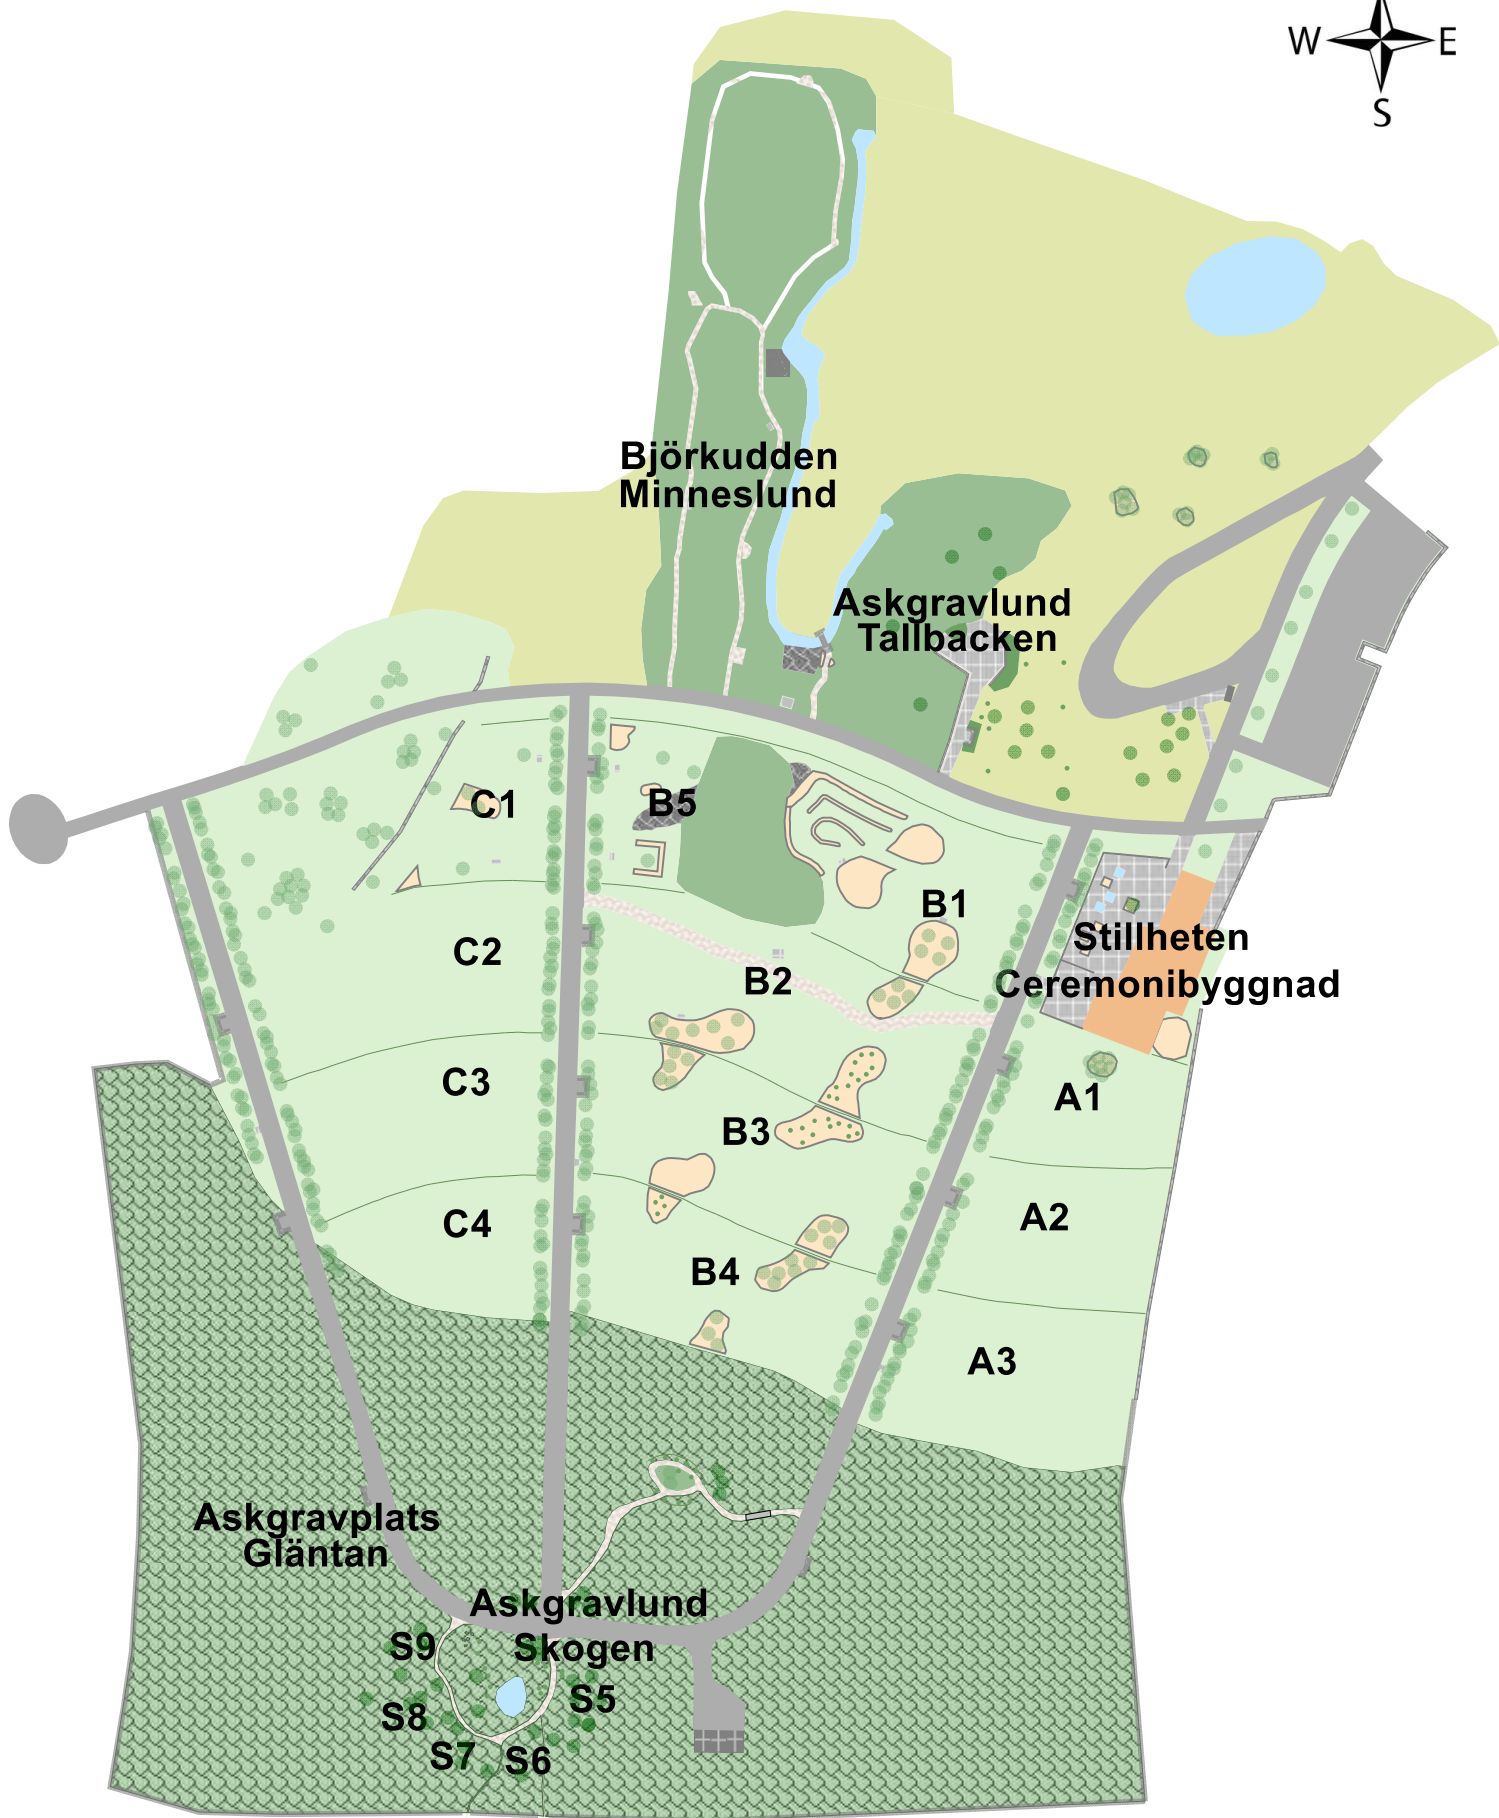 W E
S
Björkudden
Minneslund
Askgravlund
Tallbacken
C1
B5
B1
Stillheten
Ceremonibyggnad
C2
B2
C3
A1
B3
C4
A2
B4
A3
Askgravplats
Gläntan
Askgravlund
Skogen
S9
S5
S8
S7
S6